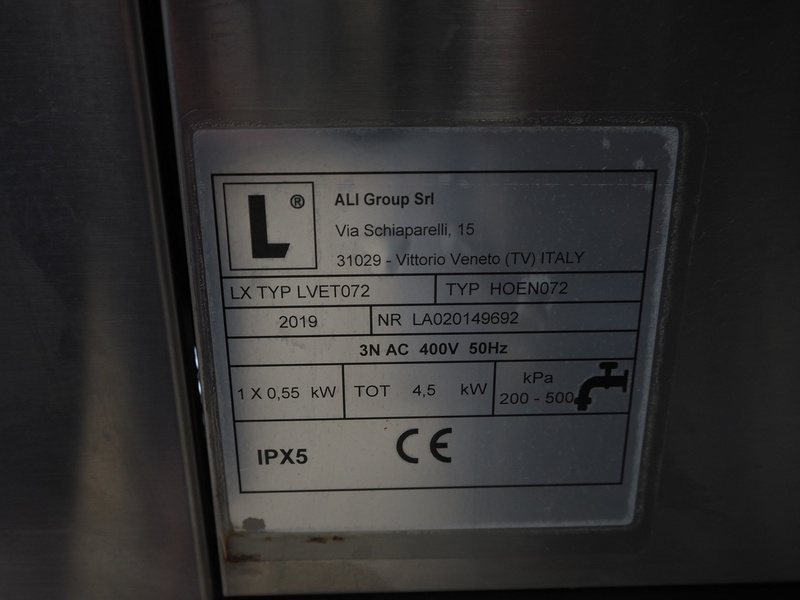 L®
ALI Group Srl
Via Schiaparelli, 15
31029 - Vittorio Veneto (TV) ITALY
LX TYP LVET072 TYP HOEN072
2019 NR LA020149692
3N AC 400V 50Hz
1 X 0,55 kW TOT 4,5 kW kPa
200 - 500
IPX5 CE